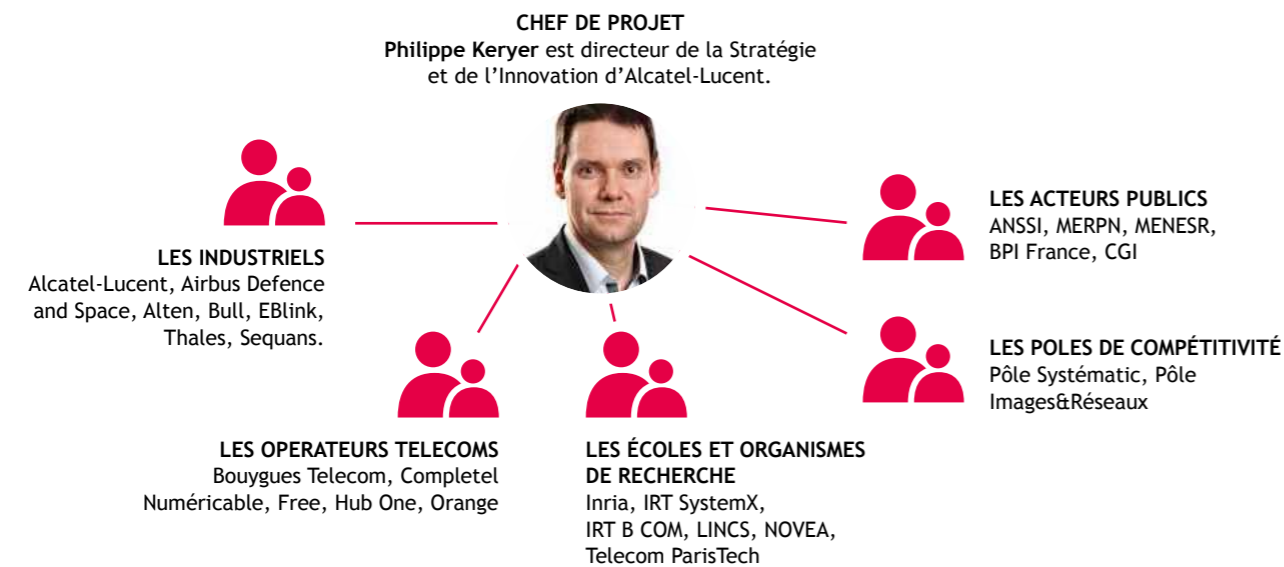 CHEF DE PROJET
Philippe Keryer est directeur de la Stratégie
et de l’Innovation d’Alcatel-Lucent.
LES INDUSTRIELS
Alcatel-Lucent, Airbus Defence
and Space, Alten, Bull, EBlink,
Thales, Sequans.
LES OPERATEURS TELECOMS
Bouygues Telecom, Completel
Numéricable, Free, Hub One, Orange
LES ÉCOLES ET ORGANISMES
DE RECHERCHE
Inria, IRT SystemX,
IRT B COM, LINCS, NOVEA,
Telecom ParisTech
LES ACTEURS PUBLICS
ANSSI, MERPN, MENESR,
BPI France, CGI
LES POLES DE COMPÉTITIVITÉ
Pôle Systématic, Pôle
Images&Réseaux